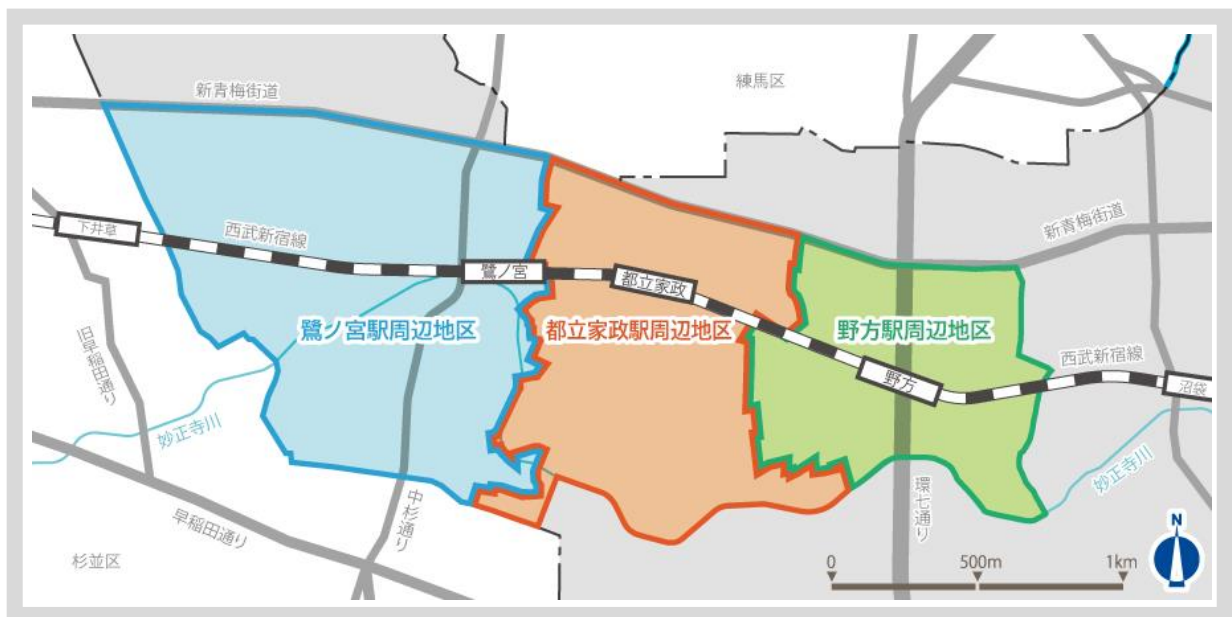 練馬区
新青梅街道
新青梅街道
下井草
西武新宿線
鷺ノ宮
都立家政
鷺ノ宮駅周辺地区
都立家政駅周辺地区
野方駅周辺地区
西武新宿線
野方
沼袋
旧早稲田通り
妙正寺川
妙正寺川
中杉通り
環七通り
早稲田通り
杉並区
N
0
500m
1km